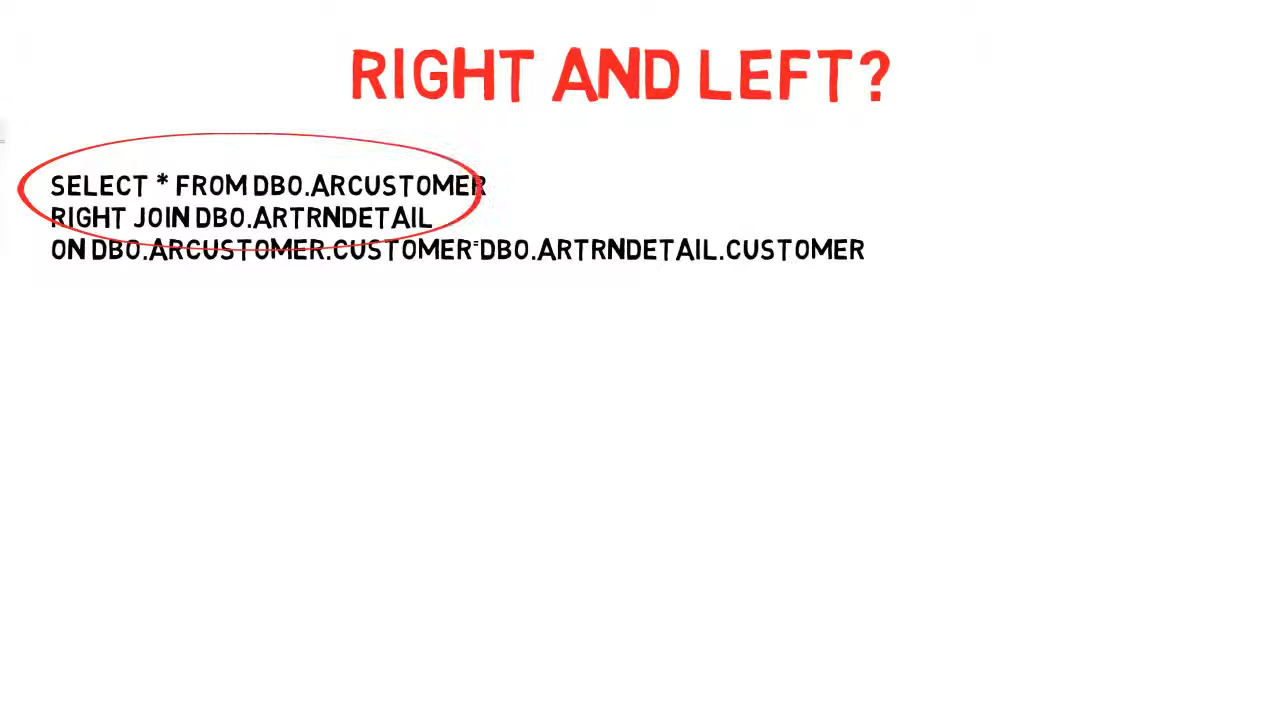 RIGHT AND LEFT?
SELECT * FROM DBO.ARCUSTOMER
RIGHT JOIN DBO.ARTRNDETAIL
ON DBO.ARCUSTOMER.CUSTOMER=DBO.ARTRNDETAIL.CUSTOMER